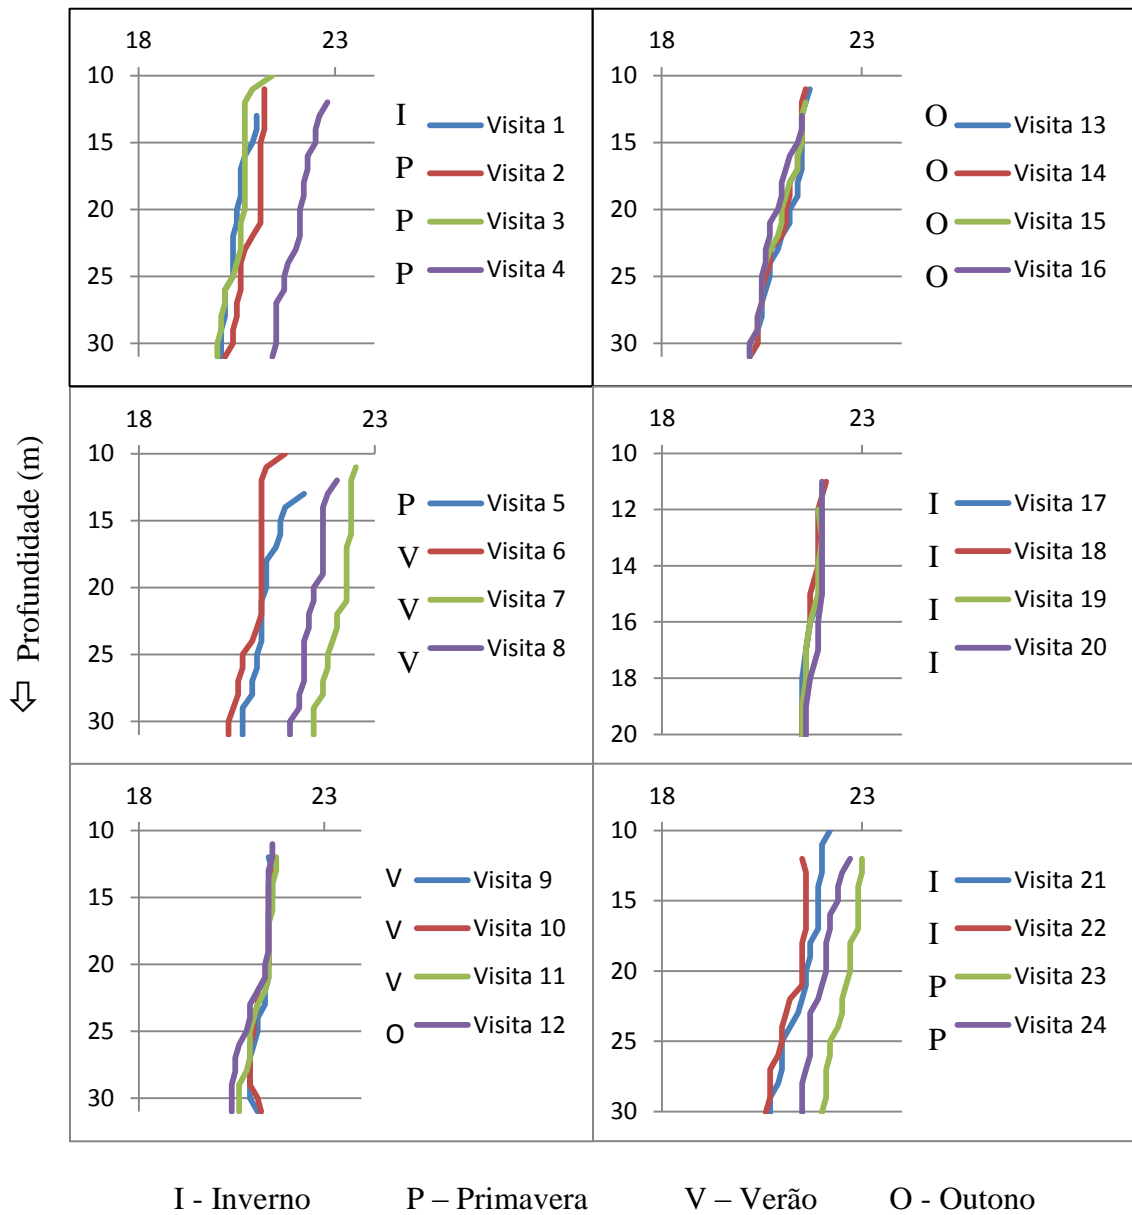 18 23
10
15
20
25
30
I Visita 1
P Visita 2
P Visita 3
P Visita 4
18 23
10
15
20
25
30
O Visita 13
O Visita 14
O Visita 15
O Visita 16
⇦ Profundidade (m)
18 23
10
15
20
25
30
P Visita 5
V Visita 6
V Visita 7
V Visita 8
18 23
10
12
14
16
18
20
I Visita 17
I Visita 18
I Visita 19
I Visita 20
18 23
10
15
20
25
30
V Visita 9
V Visita 10
V Visita 11
O Visita 12
18 23
10
15
20
25
30
I Visita 21
I Visita 22
P Visita 23
P Visita 24
I - Inverno P – Primavera V – Verão O - Outono